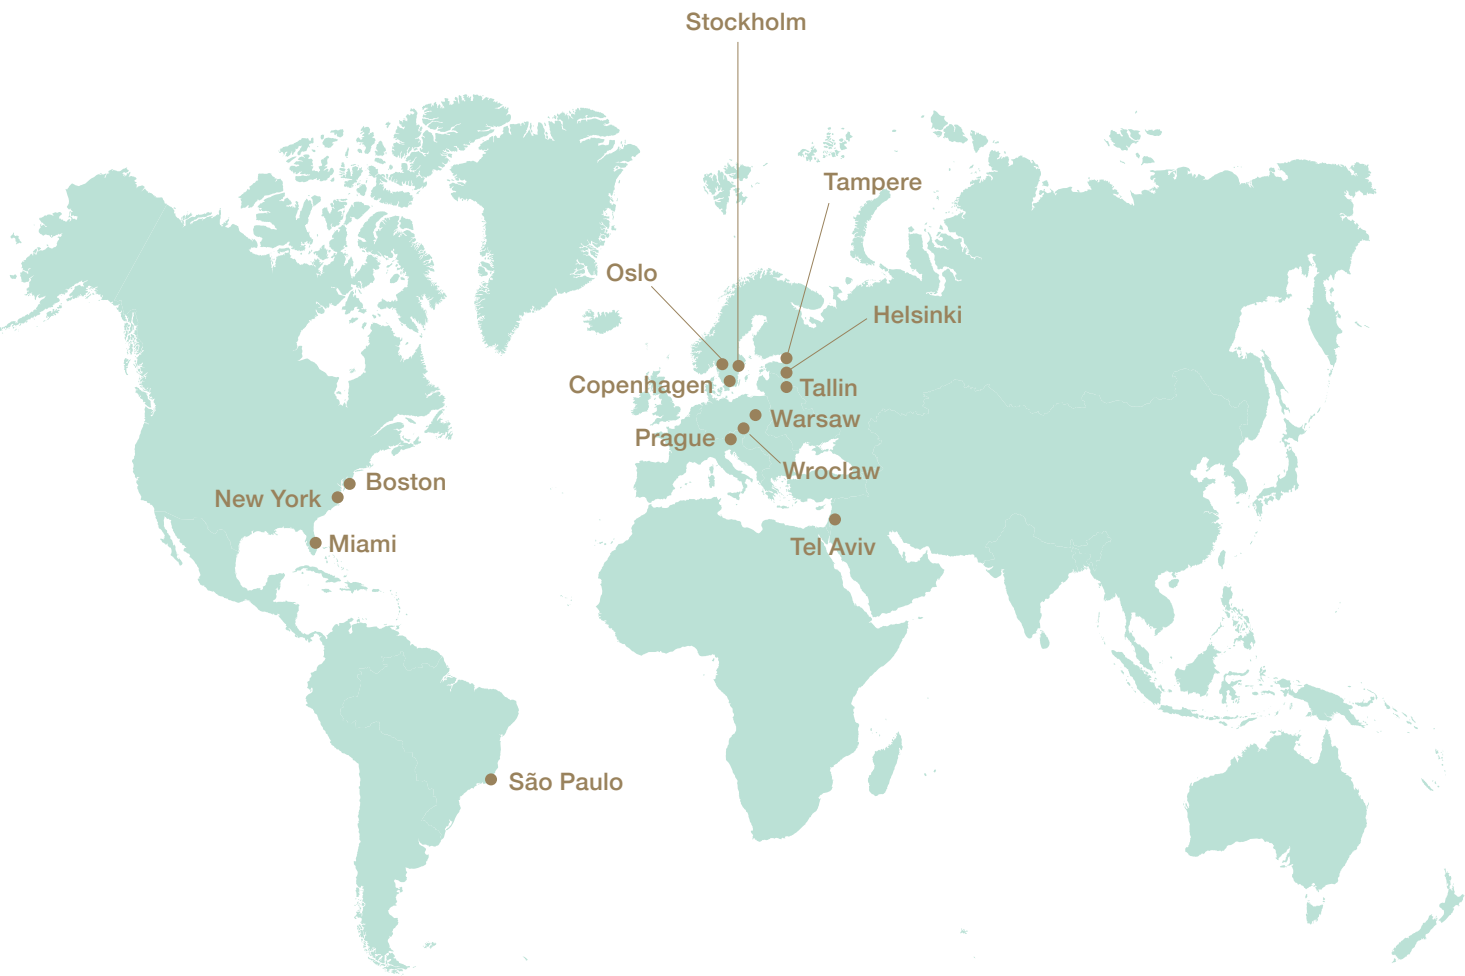 Stockholm
Tampere
Oslo
Helsinki
Copenhagen
Tallin
Warsaw
Prague
Wroclaw
Boston
New York
Miami
Tel Aviv
São Paulo